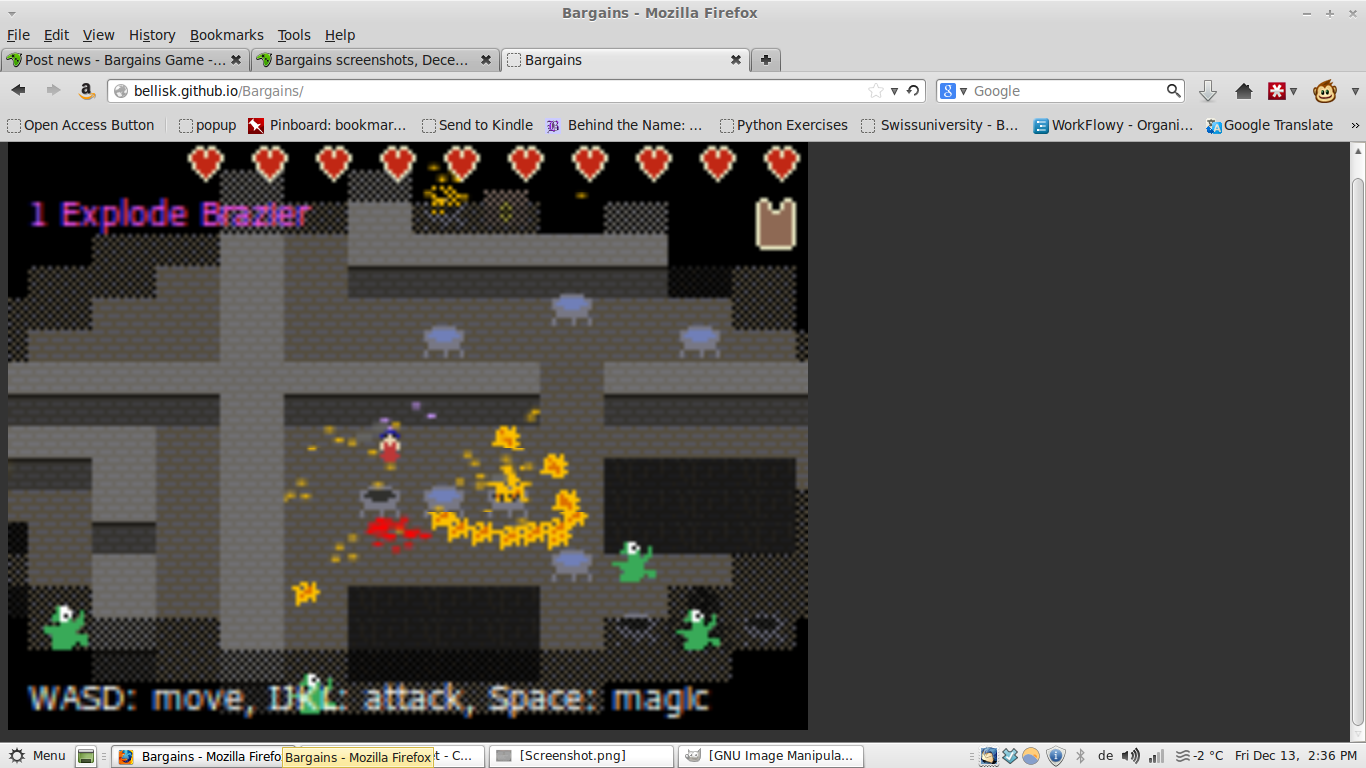 Bargains - Mozilla Firefox
File Edit View History Bookmarks Tools Help
Post news - Bargains Game -... Bargains screenshots, Dece... Bargains
bellisk.github.io/Bargains/ Google
Open Access Button popup Pinboard: bookmar... Send to Kindle Behind the Name: ... Python Exercises Swissuniversity - B... WorkFlowy - Organi... Google Translate »
1 Explode Brazier
WASD: move, IJKL: attack, Space: magic
Menu Bargains - Mozilla Firefo Bargains - Mozilla Firefox t - C... [Screenshot.png] [GNU Image Manipula... de -2 °C Fri Dec 13, 2:36 PM